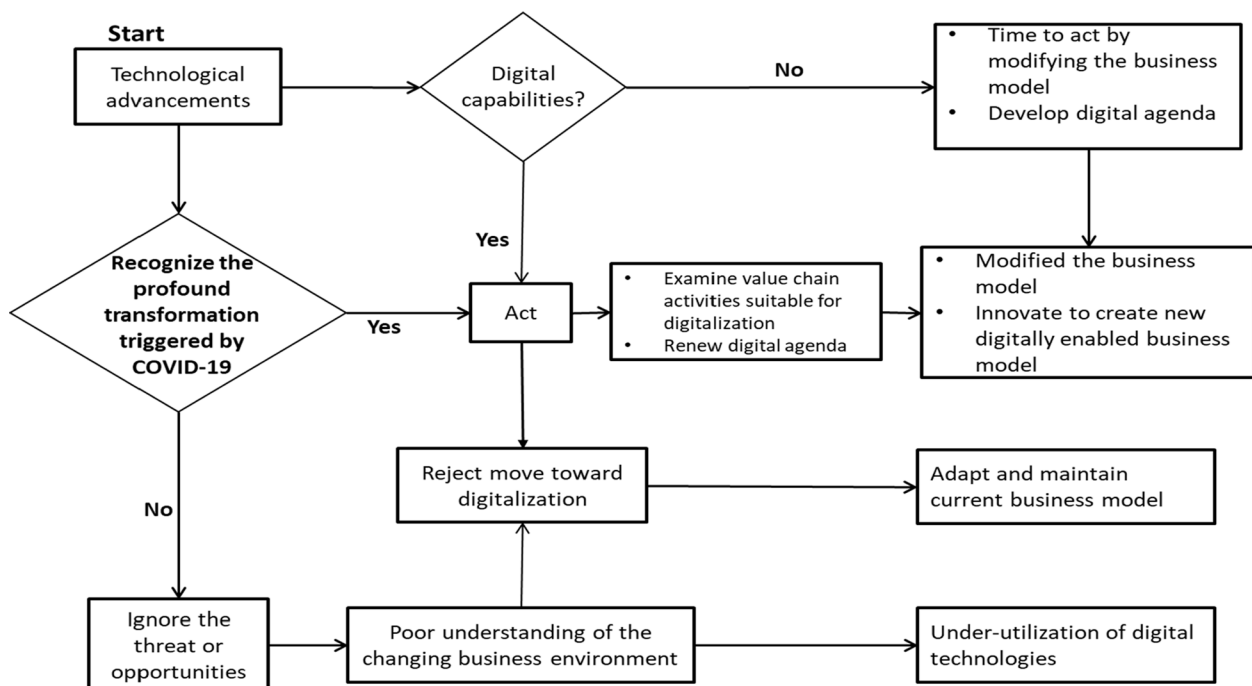 Start
Technological
advancements
Digital
capabilities?
No
• Time to act by
modifying the business
model
• Develop digital agenda
Recognize the
profound
transformation
triggered by
COVID-19
Yes
Yes
Act
• Examine value chain
activities suitable for
digitalization
• Renew digital agenda
• Modified the business
model
• Innovate to create new
digitally enabled business
model
Reject move toward
digitalization
Adapt and maintain
current business model
No
Ignore the
threat or
opportunities
Poor understanding of the
changing business environment
Under-utilization of digital
technologies